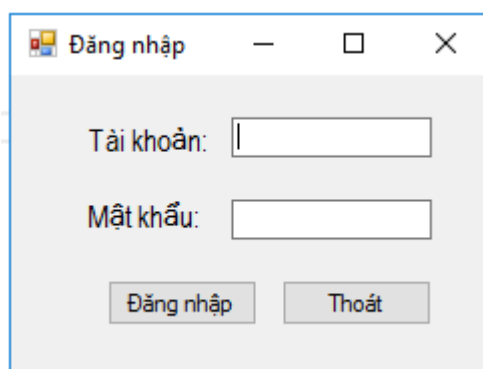 Đăng nhập
Tài khoản:
Mật khẩu:
Đăng nhập Thoát